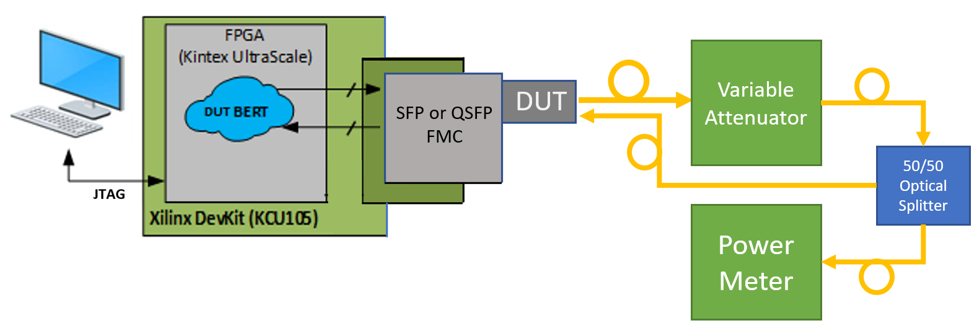 FPGA
(Kintex UltraScale)
DUT BERT
SFP or QSFP
FMC
DUT
Variable
Attenuator
50/50
Optical
Splitter
JTAG
Xilinx DevKit (KCU105)
Power
Meter